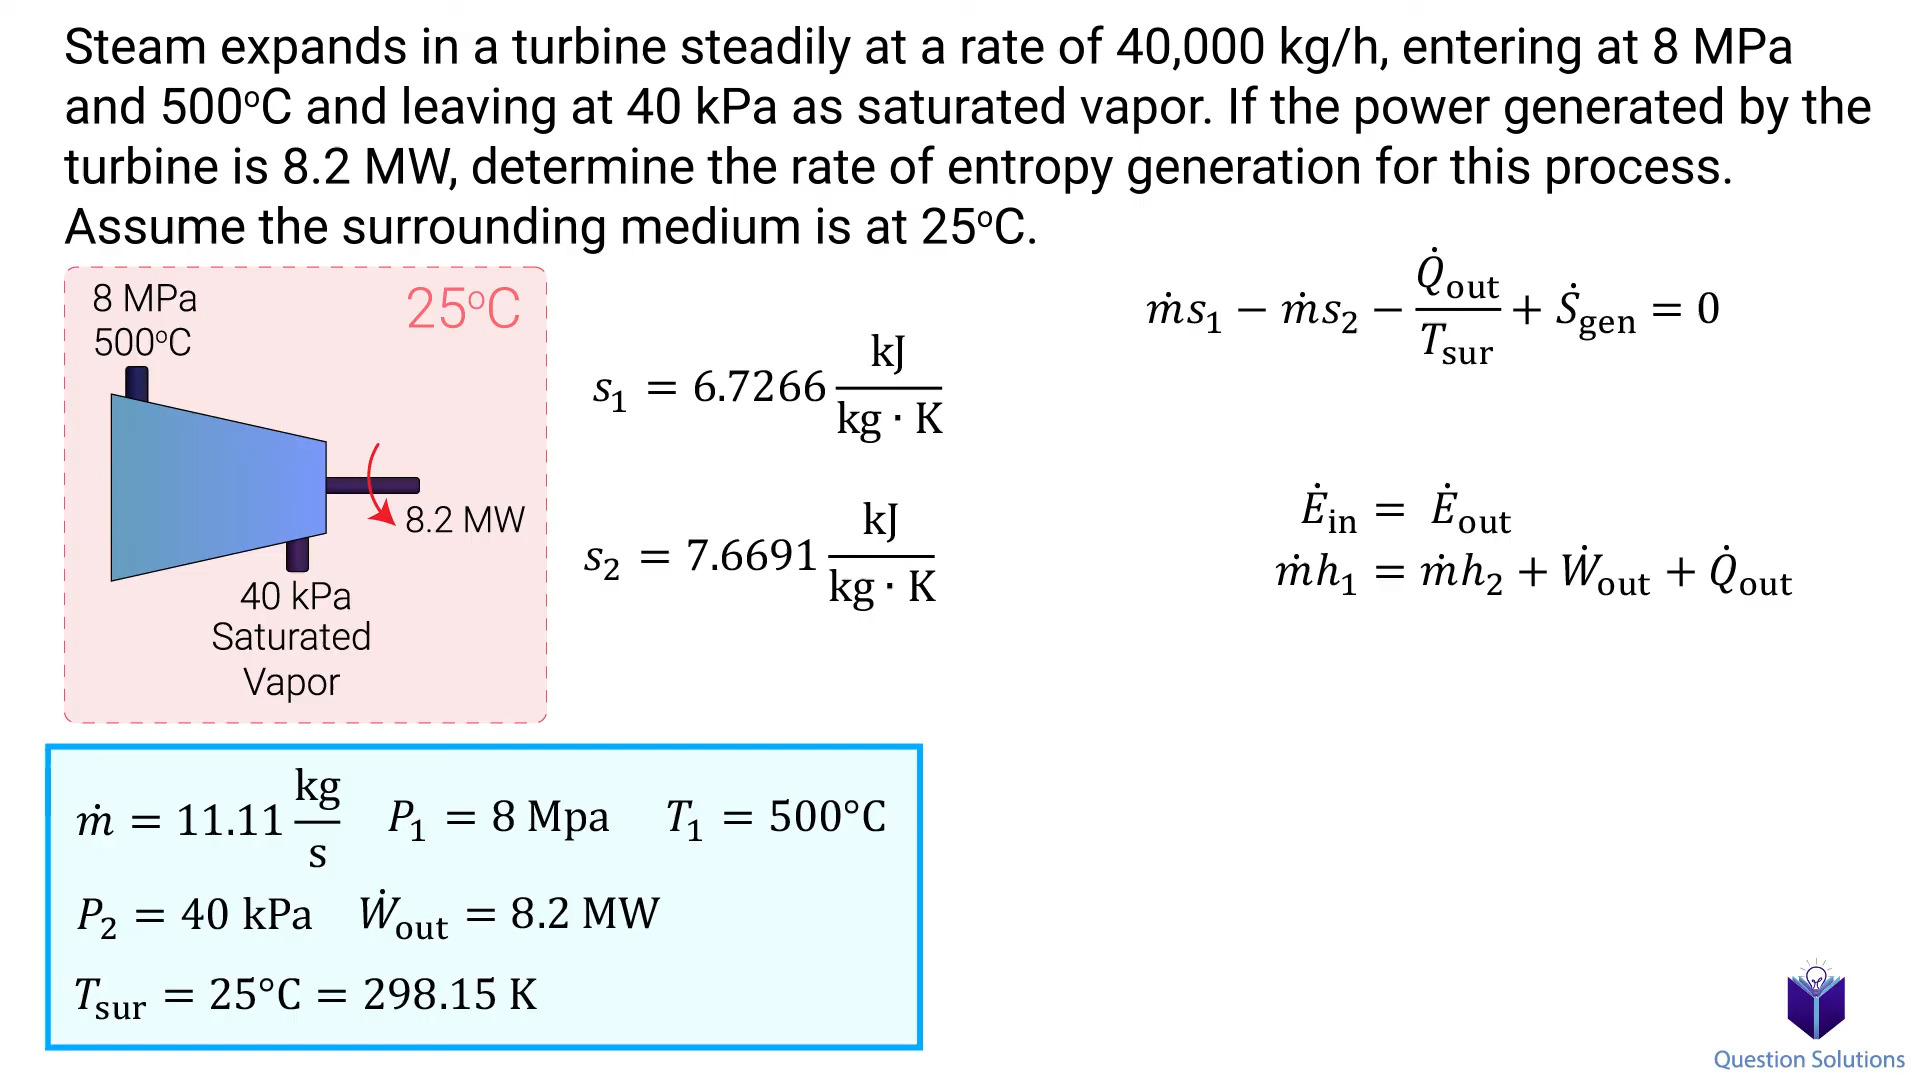 Steam expands in a turbine steadily at a rate of 40,000 kg/h, entering at 8 MPa
and 500°C and leaving at 40 kPa as saturated vapor. If the power generated by the
turbine is 8.2 MW, determine the rate of entropy generation for this process.
Assume the surrounding medium is at 25°C.
8 MPa
500°C
25°C
8.2 MW
40 kPa
Saturated
Vapor
s₁ = 6.7266 kJ/(kg · K)
s₂ = 7.6691 kJ/(kg · K)
ṁs₁ − ṁs₂ − Q̇out/Tsur + Ṡgen = 0
Ėin = Ėout
ṁh₁ = ṁh₂ + Ẇout + Q̇out
ṁ = 11.11 kg/s P₁ = 8 Mpa T₁ = 500°C
P₂ = 40 kPa Ẇout = 8.2 MW
Tsur = 25°C = 298.15 K
Question Solutions